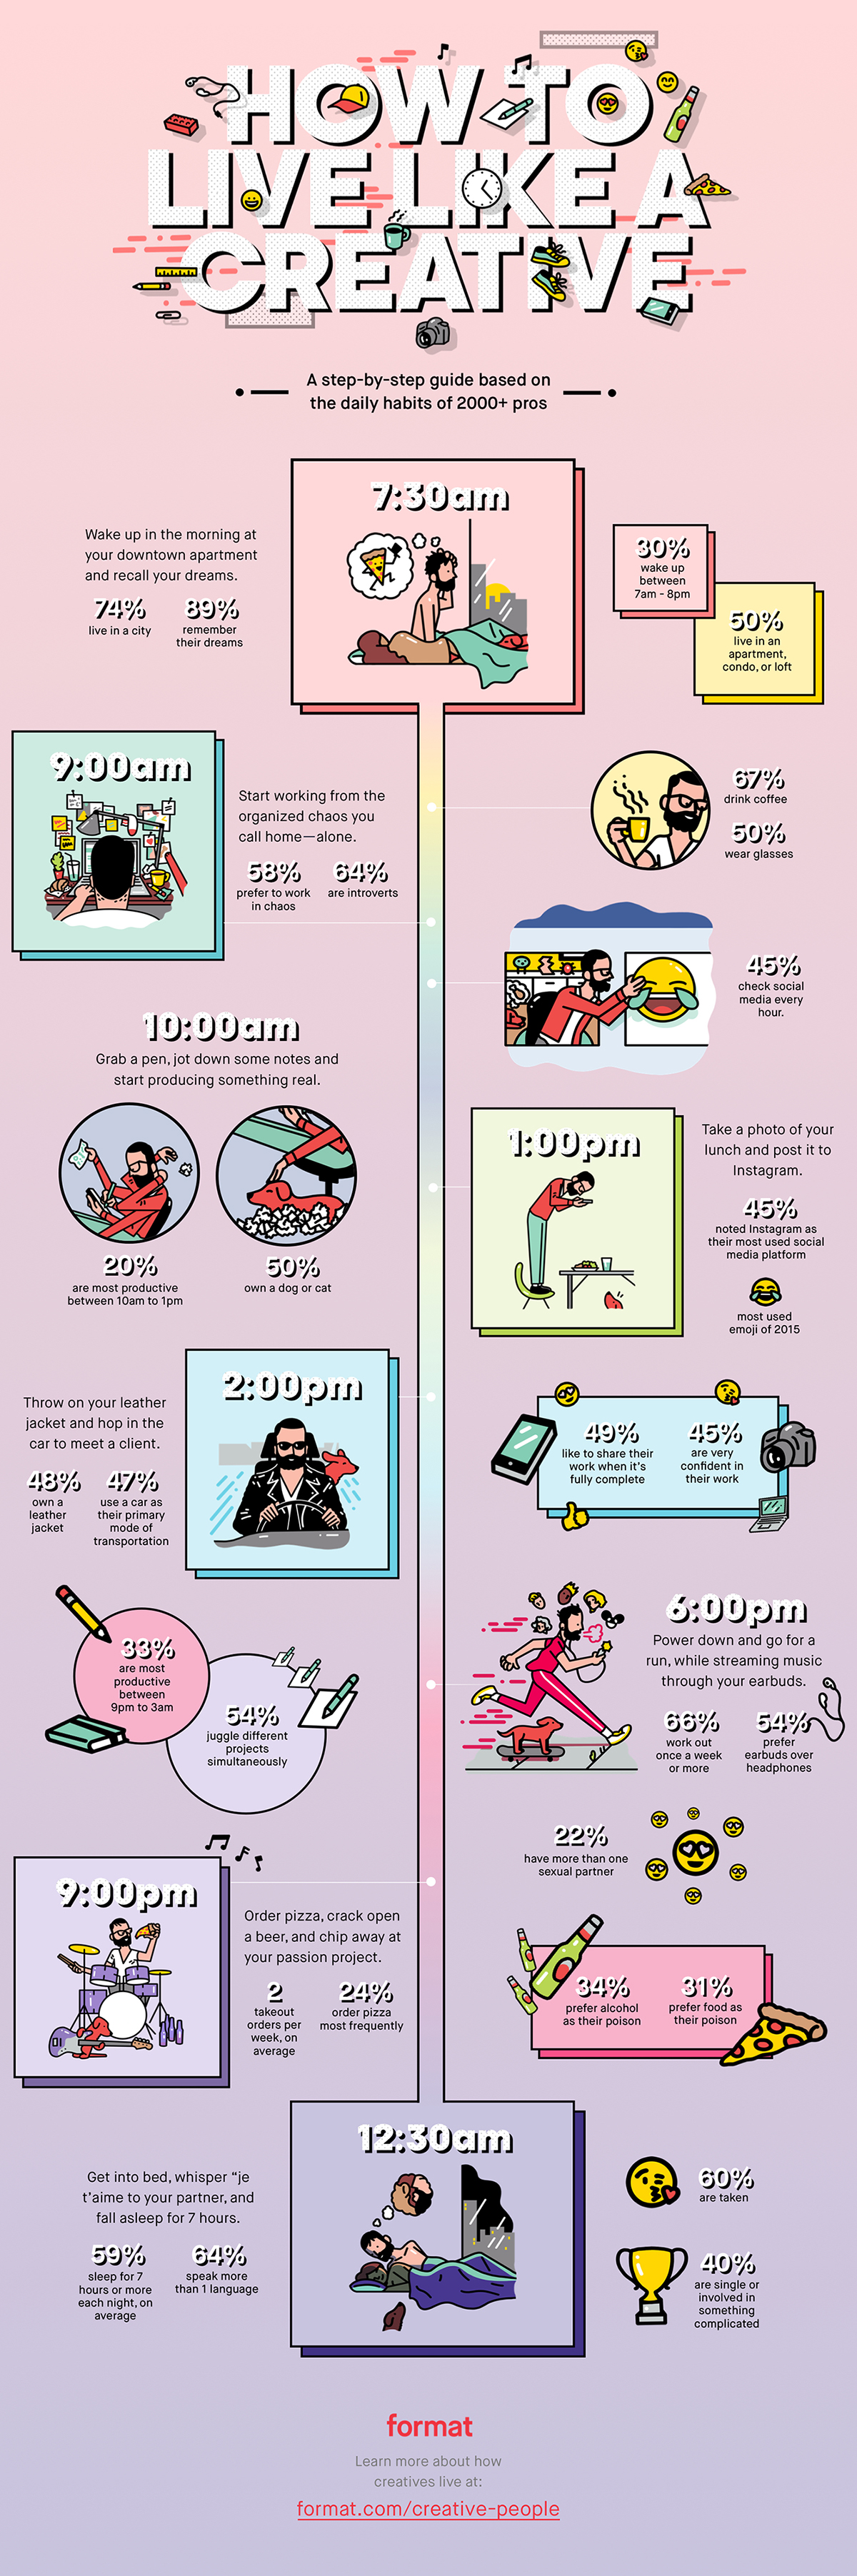 HOW TO
LIVE LIKE A
CREATIVE
A step-by-step guide based on
the daily habits of 2000+ pros
7:30am
Wake up in the morning at
your downtown apartment
and recall your dreams.
74%
live in a city
89%
remember
their dreams
30%
wake up
between
7am - 8pm
50%
live in an
apartment,
condo, or loft
9:00am
Start working from the
organized chaos you
call home—alone.
58%
prefer to work
in chaos
64%
are introverts
67%
drink coffee
50%
wear glasses
45%
check social
media every
hour.
10:00am
Grab a pen, jot down some notes and
start producing something real.
20%
are most productive
between 10am to 1pm
50%
own a dog or cat
1:00pm
Take a photo of your
lunch and post it to
Instagram.
45%
noted Instagram as
their most used social
media platform
most used
emoji of 2015
2:00pm
Throw on your leather
jacket and hop in the
car to meet a client.
48%
own a
leather
jacket
47%
use a car as
their primary
mode of
transportation
49%
like to share their
work when it's
fully complete
45%
are very
confident in
their work
33%
are most
productive
between
9pm to 3am
54%
juggle different
projects
simultaneously
6:00pm
Power down and go for a
run, while streaming music
through your earbuds.
66%
work out
once a week
or more
54%
prefer
earbuds over
headphones
22%
have more than one
sexual partner
9:00pm
Order pizza, crack open
a beer, and chip away at
your passion project.
2
takeout
orders per
week, on
average
24%
order pizza
most frequently
34%
prefer alcohol
as their poison
31%
prefer food as
their poison
12:30am
Get into bed, whisper “je
t’aime to your partner, and
fall asleep for 7 hours.
59%
sleep for 7
hours or more
each night, on
average
64%
speak more
than 1 language
60%
are taken
40%
are single or
involved in
something
complicated
format
Learn more about how
creatives live at:
format.com/creative-people